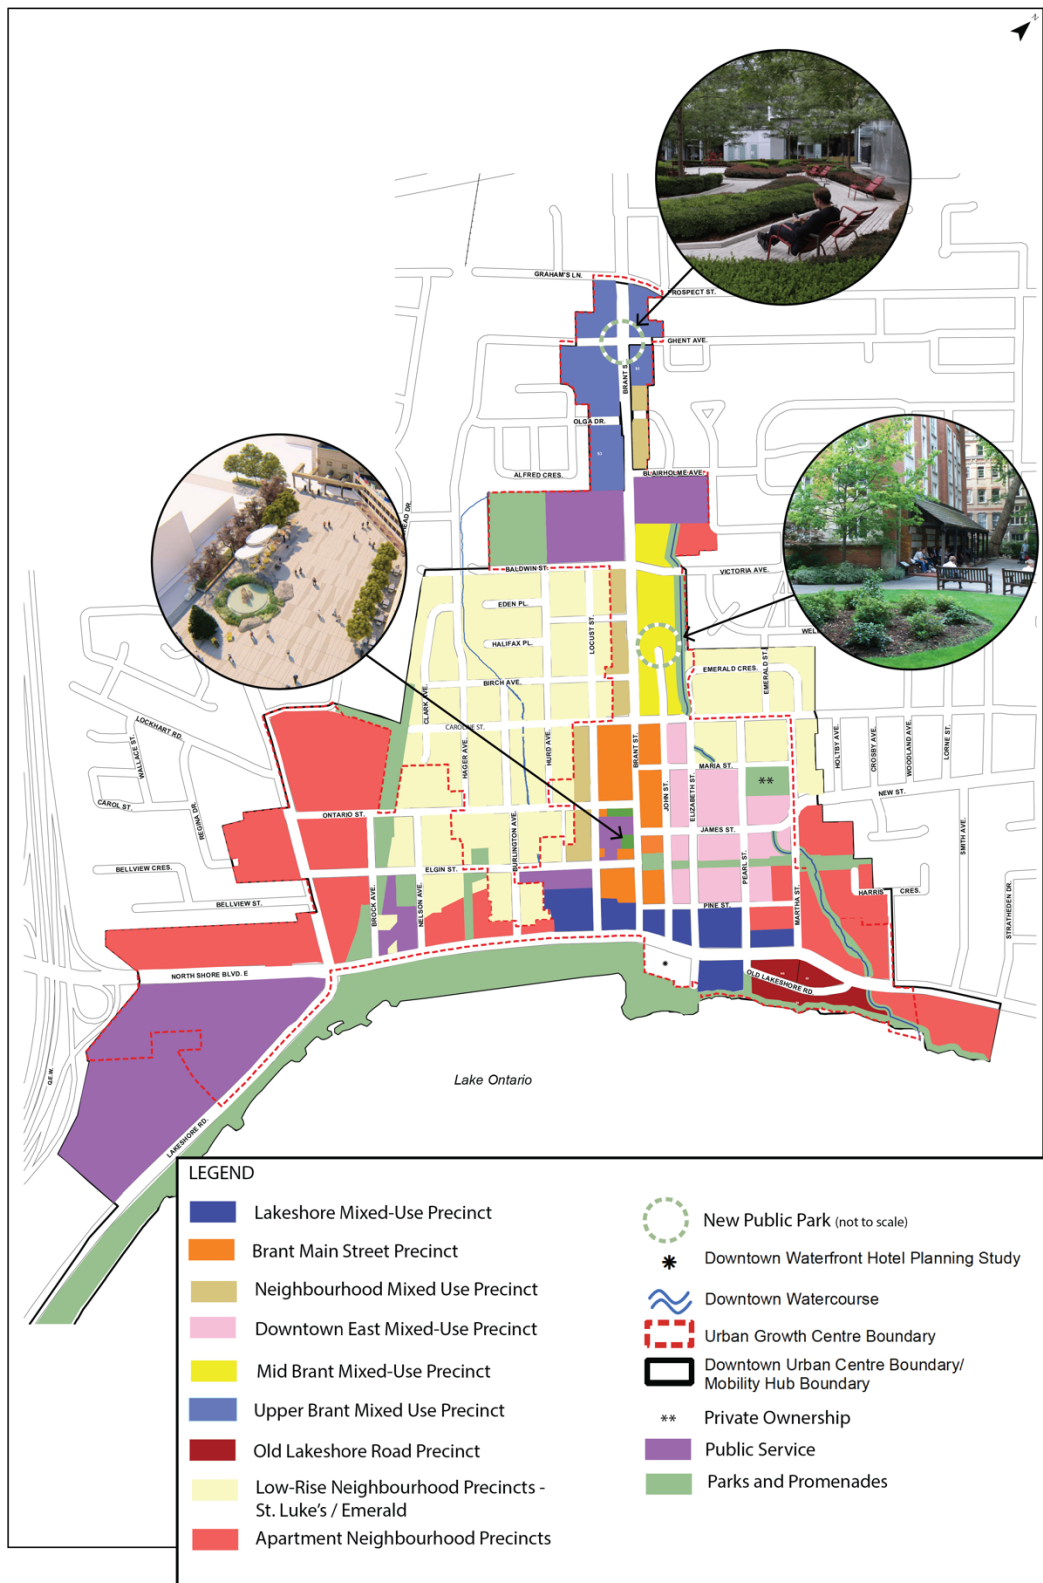 N
GRAHAM'S LN.
PROSPECT ST.
GHENT AVE.
BRANT S
OLGA DR.
ALFRED CRES.
BLAIRHOLME AVE.
EAD DR.
BALDWIN ST.
VICTORIA AVE.
EDEN PL.
LOCUST ST.
HALIFAX PL.
WELL
EMERALD ST.
EMERALD CRES.
BIRCH AVE.
CLARK AVE.
CAROLINE ST.
LOCKHART RD.
WALLACE ST.
HAGER AVE.
HURD AVE.
BRANT ST.
JOHN ST.
ELIZABETH ST.
MARIA ST.
**
HOLTBY AVE.
CROSBY AVE.
WOODLAND AVE.
LORNE ST.
NEW ST.
CAROL ST.
REGINA DR.
ONTARIO ST.
BURLINGTON AVE.
JAMES ST.
SMITH AVE.
BELLVIEW CRES.
ELGIN ST.
PEARL ST.
HARRIS CRES.
BELLVIEW ST.
BROCK AVE.
NELSON AVE.
PINE ST.
MARTHA ST.
STRATHEDEN DR.
NORTH SHORE BLVD. E
*
OLD LAKESHORE RD.
Q.E.W.
Lake Ontario
LAKESHORE RD.
LEGEND
Lakeshore Mixed-Use Precinct
Brant Main Street Precinct
Neighbourhood Mixed Use Precinct
Downtown East Mixed-Use Precinct
Mid Brant Mixed-Use Precinct
Upper Brant Mixed Use Precinct
Old Lakeshore Road Precinct
Low-Rise Neighbourhood Precincts -
St. Luke's / Emerald
Apartment Neighbourhood Precincts
New Public Park (not to scale)
* Downtown Waterfront Hotel Planning Study
Downtown Watercourse
Urban Growth Centre Boundary
Downtown Urban Centre Boundary/
Mobility Hub Boundary
** Private Ownership
Public Service
Parks and Promenades